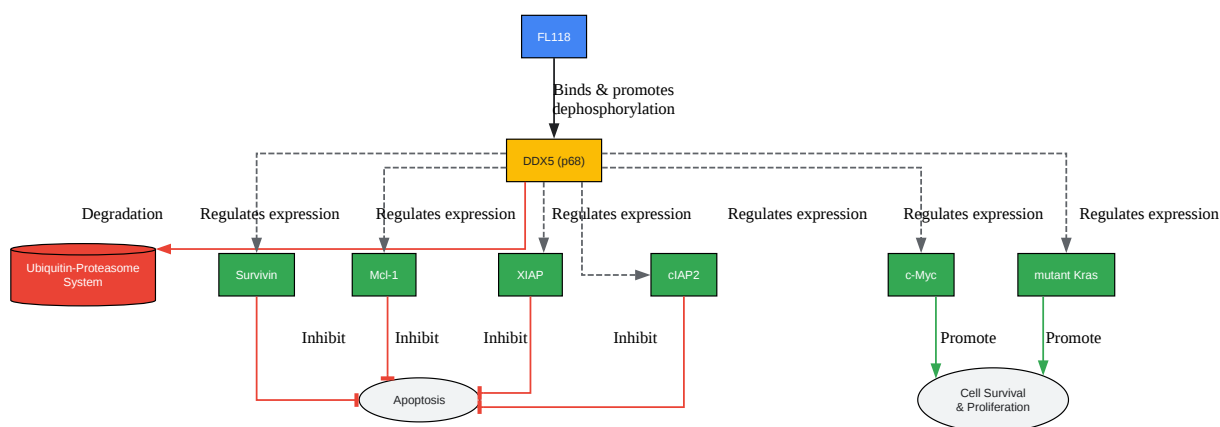 FL118
Binds & promotes
dephosphorylation
DDX5 (p68)
Degradation
Regulates expression
Regulates expression
Regulates expression
Regulates expression
Regulates expression
Regulates expression
Ubiquitin-Proteasome
System
Survivin
Mcl-1
XIAP
cIAP2
c-Myc
mutant Kras
Inhibit
Inhibit
Inhibit
Inhibit
Promote
Promote
Apoptosis
Cell Survival
& Proliferation